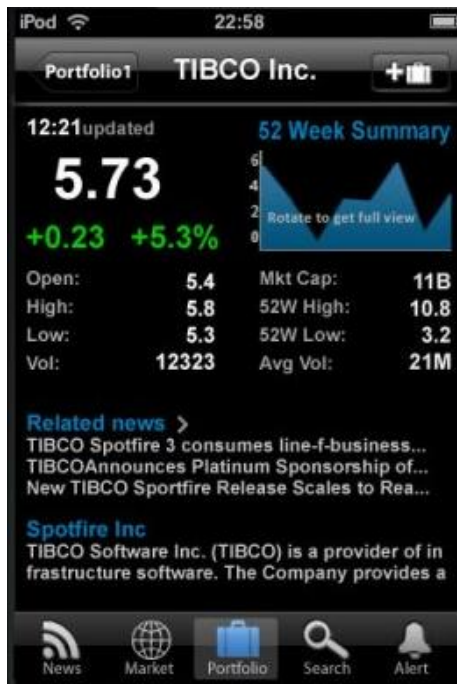 iPod 22:58
Portfolio1 TIBCO Inc. +
12:21updated 52 Week Summary
5.73
+0.23 +5.3%
6
4
2
0
Rotate to get full view
Open: 5.4 Mkt Cap: 11B
High: 5.8 52W High: 10.8
Low: 5.3 52W Low: 3.2
Vol: 12323 Avg Vol: 21M
Related news >
TIBCO Spotfire 3 consumes line-f-business...
TIBCOAnnounces Platinum Sponsorship of...
New TIBCO Sportfire Release Scales to Rea...
Spotfire Inc
TIBCO Software Inc. (TIBCO) is a provider of in
frastructure software. The Company provides a
News Market Portfolio Search Alert